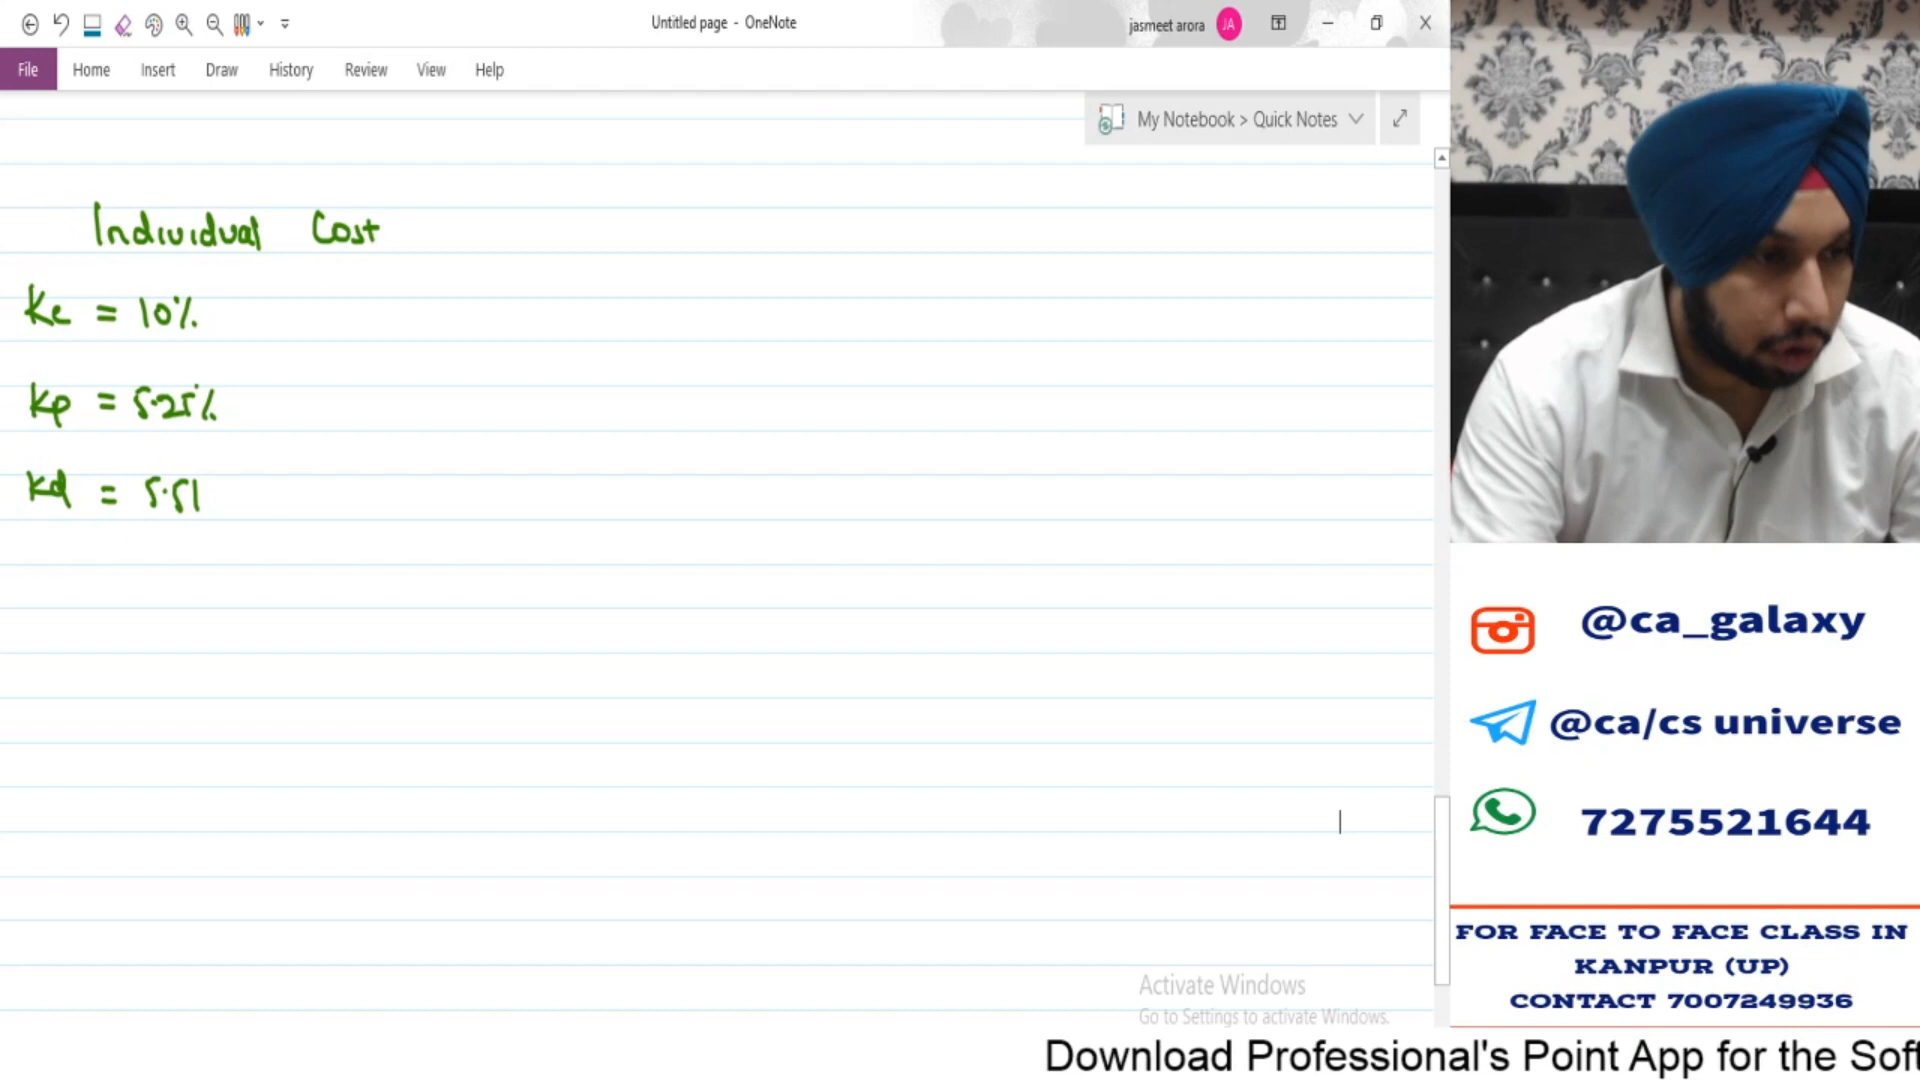 Untitled page - OneNote
jasmeet arora
JA
File Home Insert Draw History Review View Help
My Notebook > Quick Notes
Individual Cost
Ke = 10%
Kp = 5.25%
Kd = 5.51
@ca_galaxy
@ca/cs universe
7275521644
FOR FACE TO FACE CLASS IN
KANPUR (UP)
CONTACT 7007249936
Activate Windows
Go to Settings to activate Windows.
Download Professional's Point App for the Sof